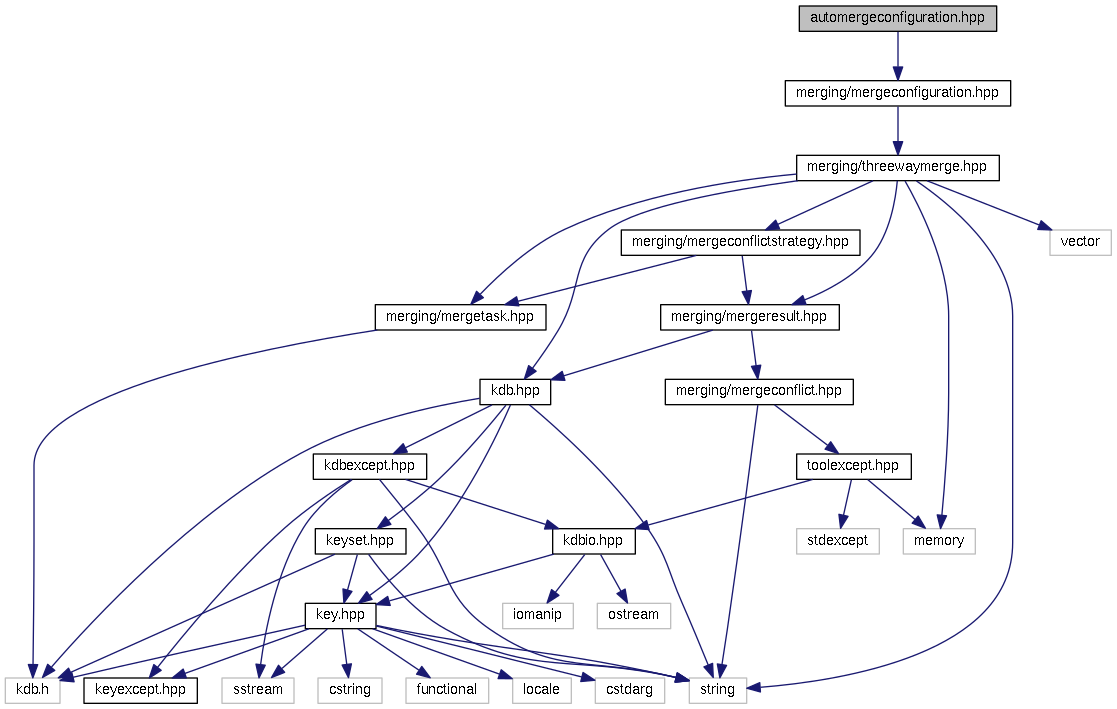 automergeconfiguration.hpp
merging/mergeconfiguration.hpp
merging/threewaymerge.hpp
merging/mergeconflictstrategy.hpp
vector
merging/mergetask.hpp
merging/mergeresult.hpp
kdb.hpp
merging/mergeconflict.hpp
kdbexcept.hpp
toolexcept.hpp
keyset.hpp
kdbio.hpp
stdexcept
memory
key.hpp
iomanip
ostream
kdb.h
keyexcept.hpp
sstream
cstring
functional
locale
cstdarg
string